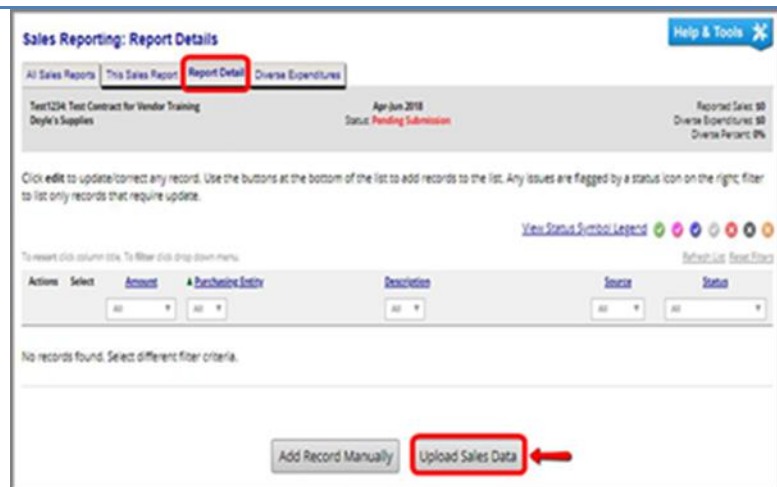 Sales Reporting: Report Details
Help & Tools
All Sales Reports This Sales Report Report Detail Diverse Expenditures
Test1234: Test Contract for Vendor Training Apr-Jun 2018 Reported Sales: $0
Doyle's Supplies Status: Pending Submission Diverse Expenditures: $0
Diverse Percent: 0%
Click edit to update/correct any record. Use the buttons at the bottom of the list to add records to the list. Any issues are flagged by a status icon on the right; filter
to list only records that require update.
View Status Symbol Legend
To resort click column title. To filter click drop down menu. Refresh List Reset Filters
Actions Select Amount Purchasing Entity Description Source Status
All All All All All
No records found. Select different filter criteria.
Add Record Manually Upload Sales Data